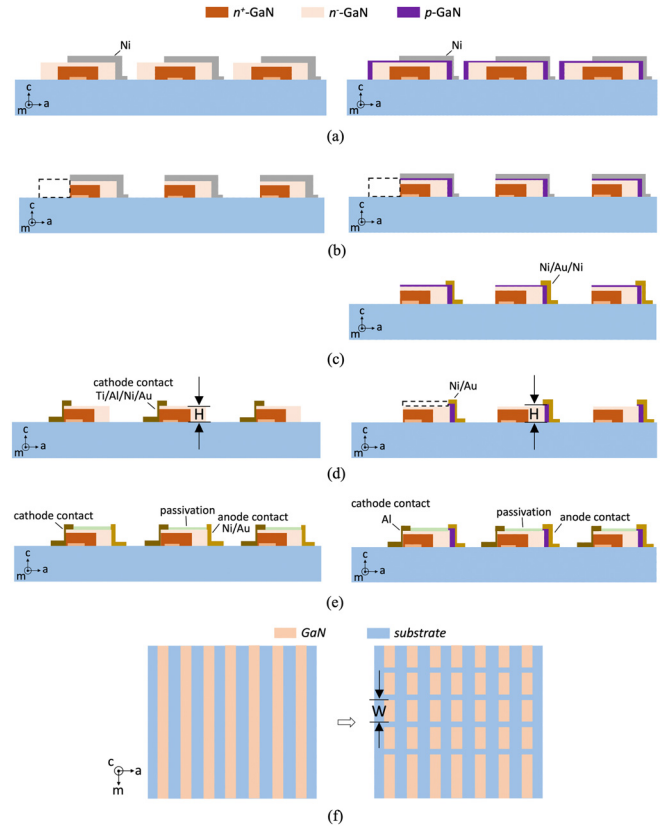 n⁺-GaN n⁻-GaN p-GaN
Ni Ni
c c
m a m a
(a)
c c
m a m a
(b)
Ni/Au/Ni
c
m a
(c)
cathode contact
Ti/Al/Ni/Au
Ni/Au
H H
c c
m a m a
(d)
cathode contact passivation anode contact
Ni/Au
cathode contact
Al passivation anode contact
c c
m a m a
(e)
GaN substrate
W
c a
m
(f)